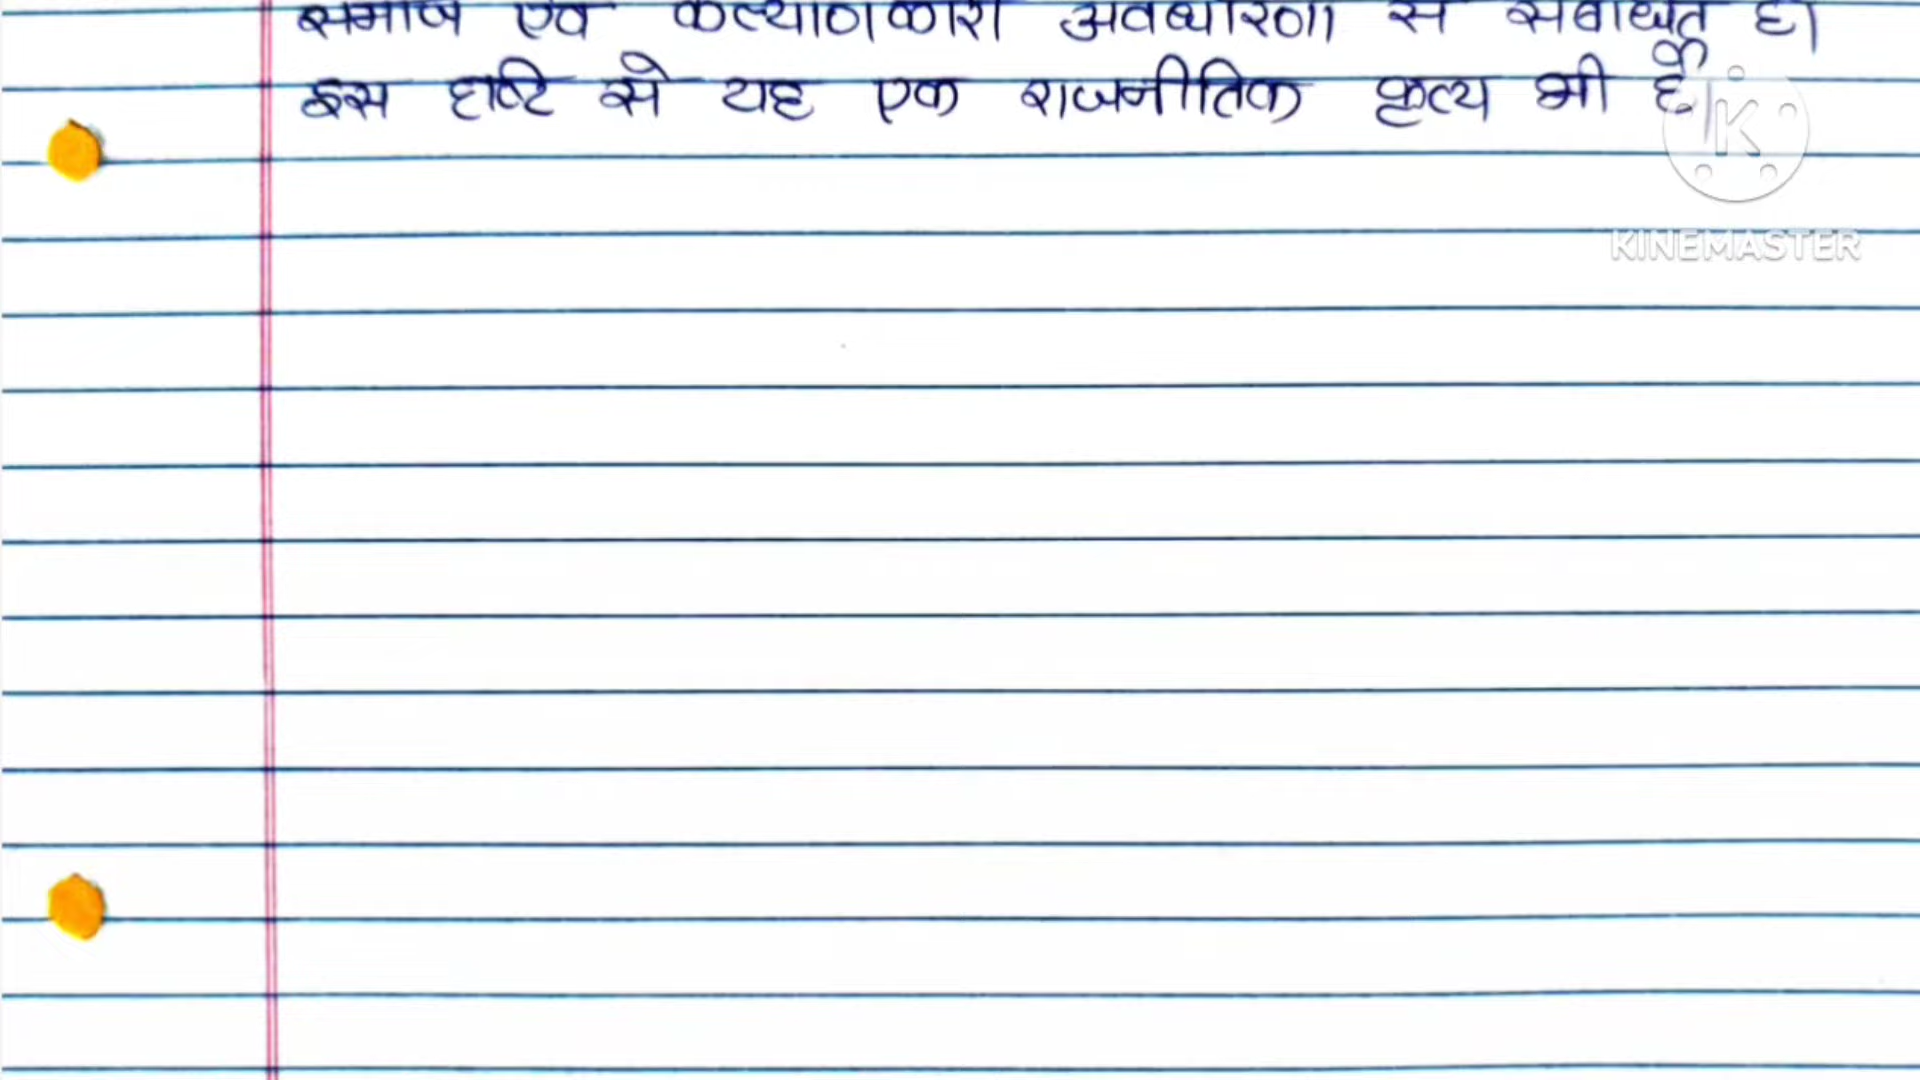 समाज एवं कल्याणकारी अवधारणा से संबंधित है।
इस दृष्टि से यह एक राजनीतिक कृत्य भी है।
KINEMASTER